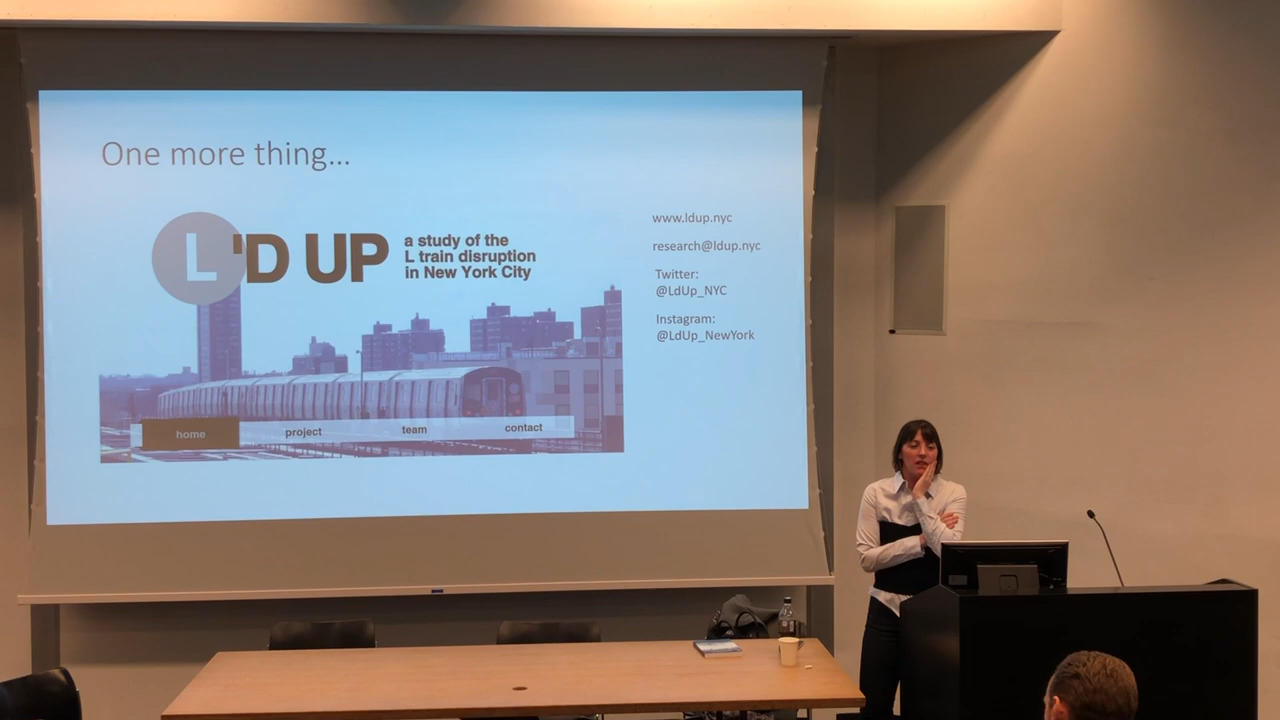 One more thing...
L'D UP
a study of the
L train disruption
in New York City
home
project
team
contact
www.ldup.nyc
research@ldup.nyc
Twitter:
@LdUp_NYC
Instagram:
@LdUp_NewYork